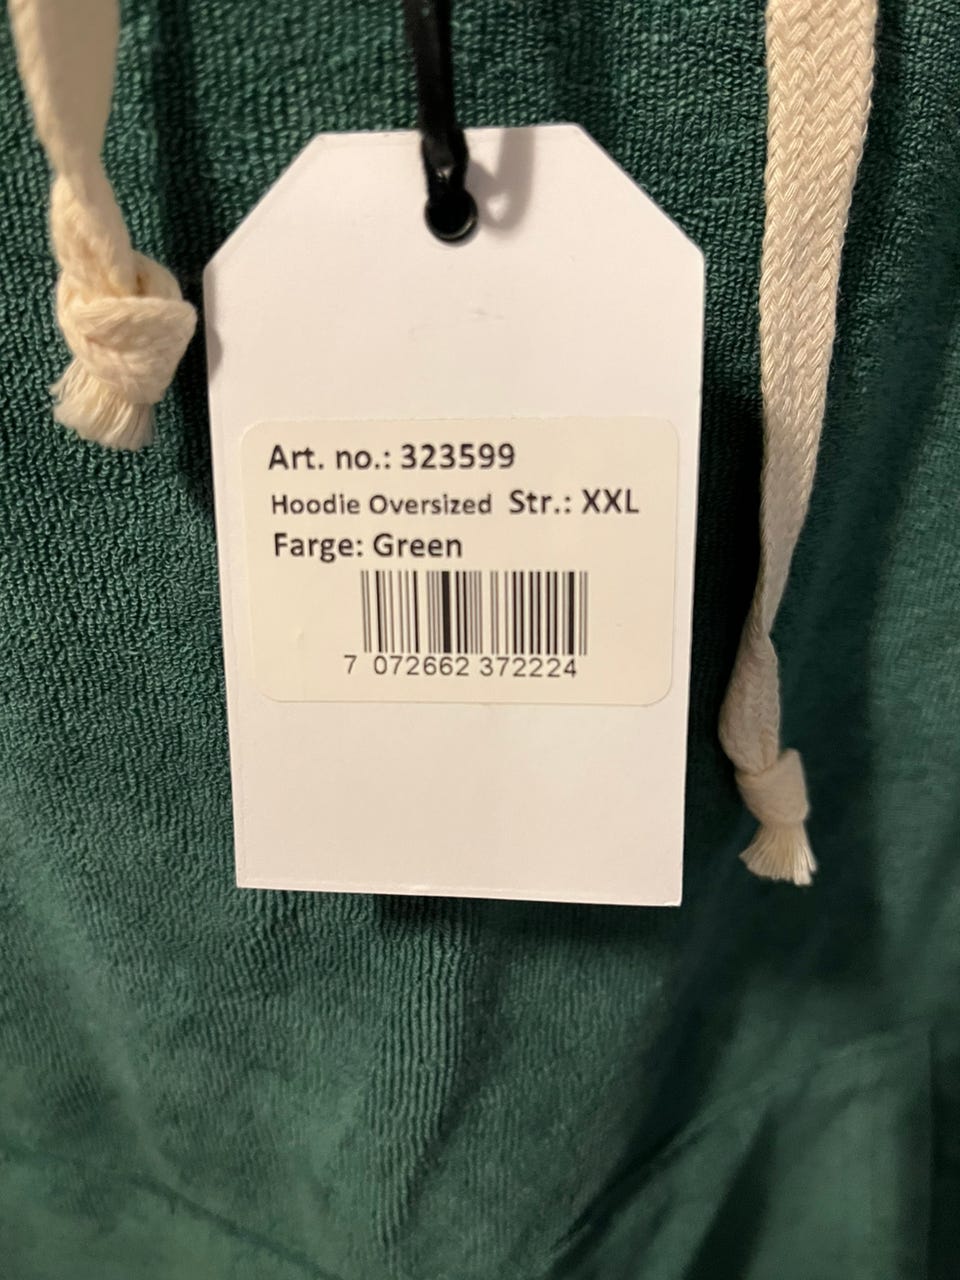 Art. no.: 323599
Hoodie Oversized Str.: XXL
Farge: Green
7 072662 372224